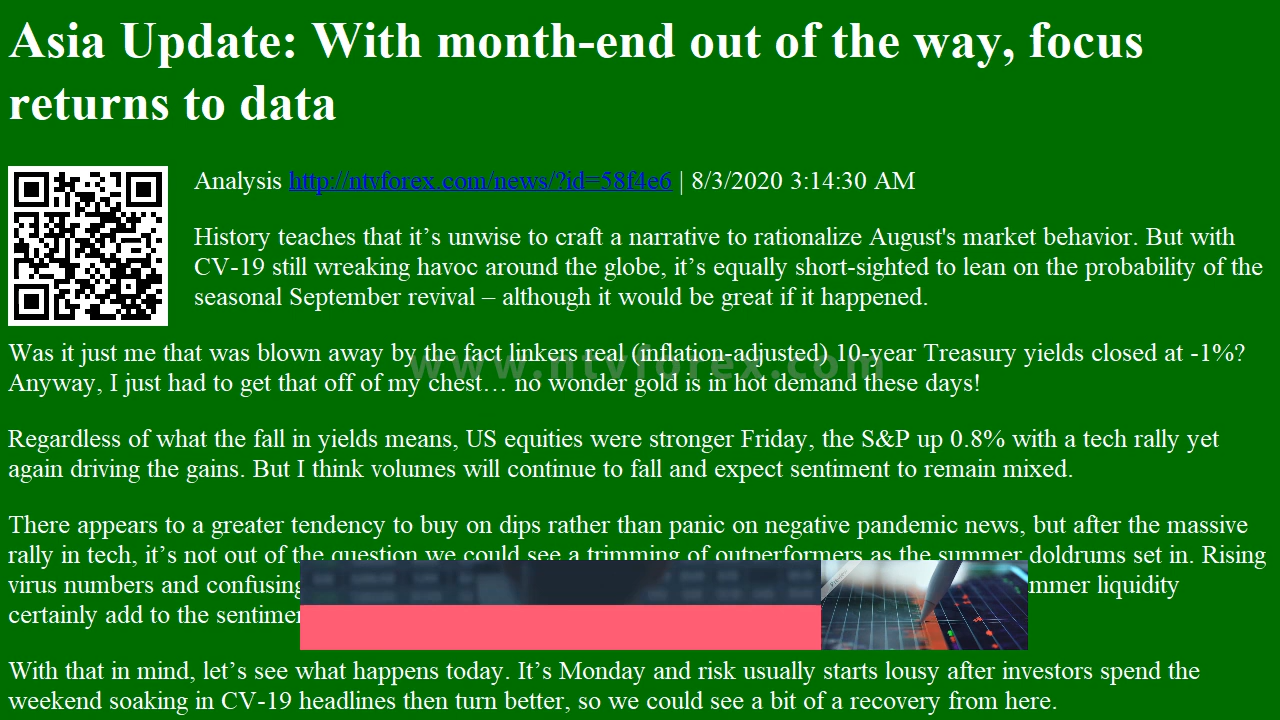 Asia Update: With month-end out of the way, focus
returns to data
Analysis http://ntvforex.com/news/?id=58f4e6 | 8/3/2020 3:14:30 AM
History teaches that it’s unwise to craft a narrative to rationalize August's market behavior. But with
CV-19 still wreaking havoc around the globe, it’s equally short-sighted to lean on the probability of the
seasonal September revival – although it would be great if it happened.
Was it just me that was blown away by the fact linkers real (inflation-adjusted) 10-year Treasury yields closed at -1%?
www.ntvforex.com
Anyway, I just had to get that off of my chest… no wonder gold is in hot demand these days!
Regardless of what the fall in yields means, US equities were stronger Friday, the S&P up 0.8% with a tech rally yet
again driving the gains. But I think volumes will continue to fall and expect sentiment to remain mixed.
There appears to a greater tendency to buy on dips rather than panic on negative pandemic news, but after the massive
rally in tech, it’s not out of the question we could see a trimming of outperformers as the summer doldrums set in. Rising
virus numbers and confusing liquidity
certainly add to the
With that in mind, let’s see what happens today. It’s Monday and risk usually starts lousy after investors spend the
weekend soaking in CV-19 headlines then turn better, so we could see a bit of a recovery from here.